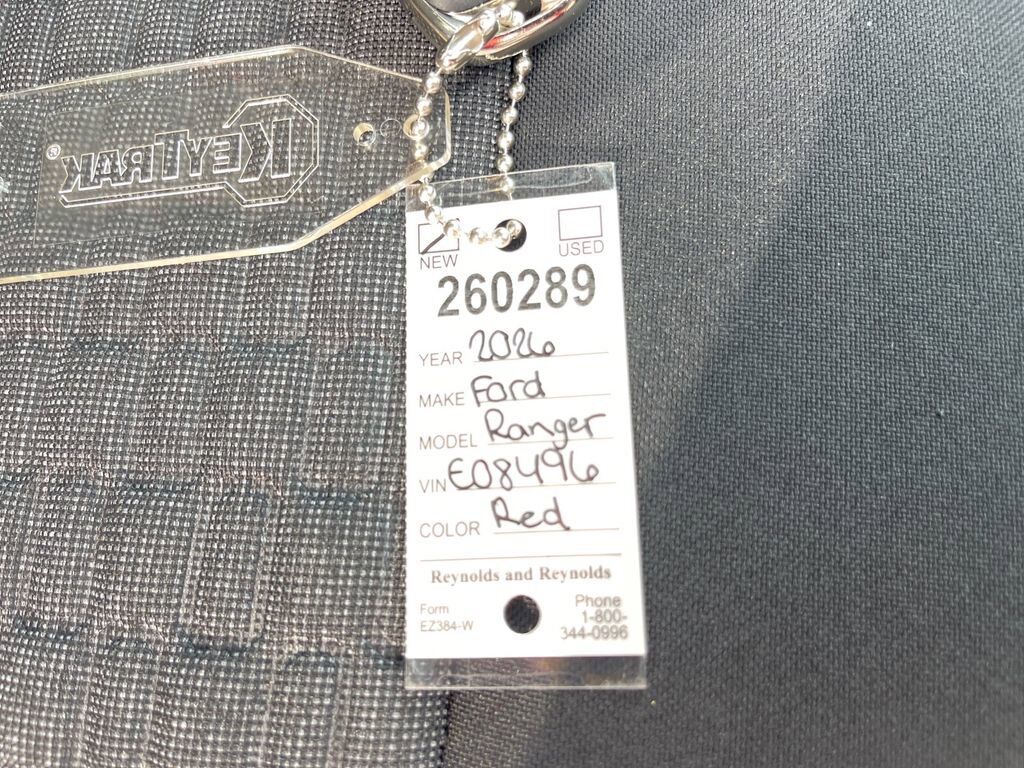 KEYTRAK®
NEW USED
260289
YEAR 2026
MAKE Ford
MODEL Ranger
VIN E08496
COLOR Red
Reynolds and Reynolds
Form
EZ384-W
Phone
1-800-
344-0996